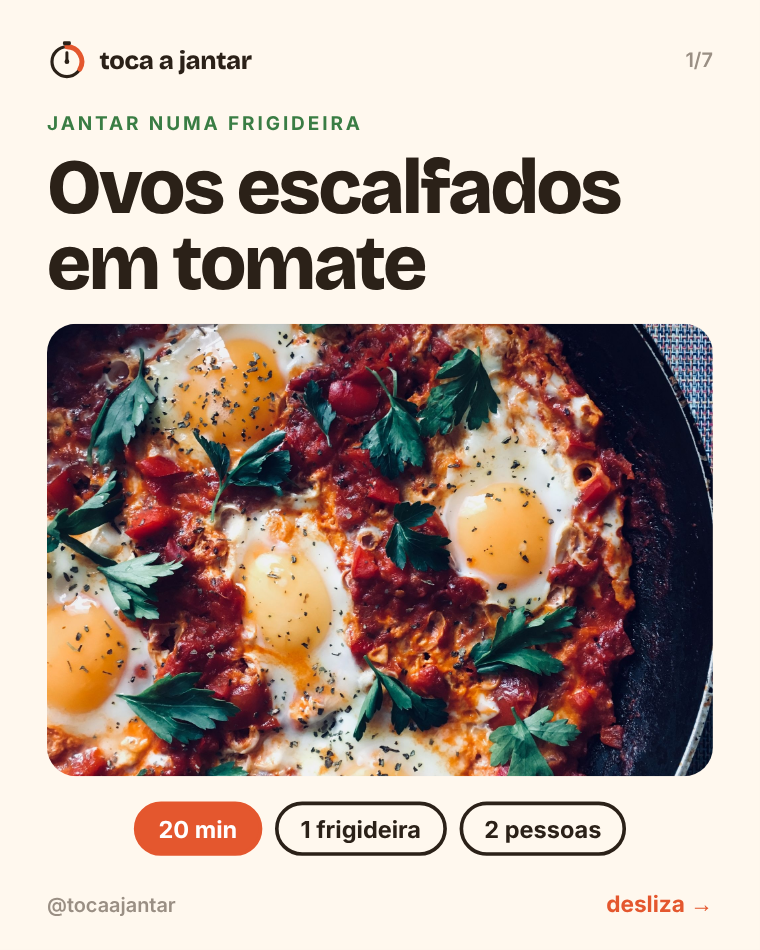 toca a jantar
1/7
JANTAR NUMA FRIGIDEIRA
Ovos escalfados
em tomate
20 min
1 frigideira
2 pessoas
@tocaajantar
desliza →